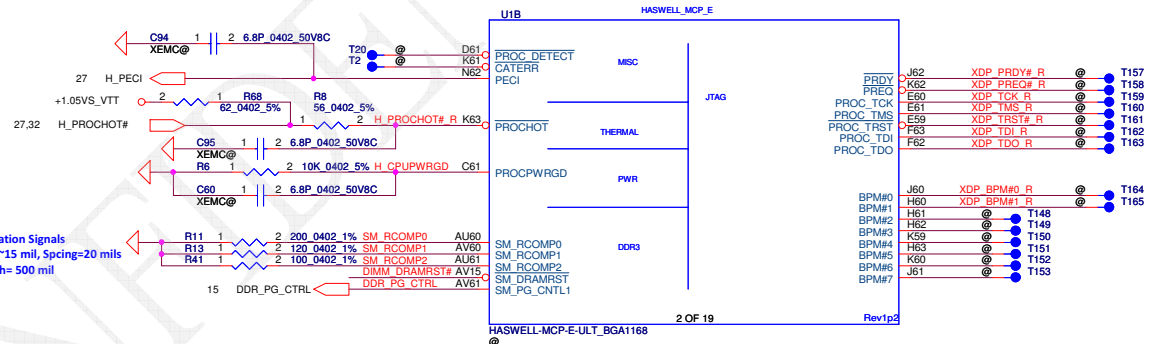 U1B
HASWELL_MCP_E
C94 1 2 6.8P_0402_50V8C
XEMC@
T20 @ D61 PROC_DETECT
T2 @ K61 CATERR
27 H_PECI N62 PECI
MISC
JTAG
+1.05VS_VTT 2 R68 1
62_0402_5%
R8
56_0402_5%
27,32 H_PROCHOT# 1 2 H_PROCHOT#_R K63 PROCHOT
THERMAL
C95 1 2 6.8P_0402_50V8C
XEMC@
R6 1 2 10K_0402_5% H_CPUPWRGD C61 PROCPWRGD
PWR
C60 1 2 6.8P_0402_50V8C
XEMC@
ation Signals
~15 mil, Spcing=20 mils
h= 500 mil
R11 1 2 200_0402_1% SM_RCOMP0 AU60 SM_RCOMP0
R13 1 2 120_0402_1% SM_RCOMP1 AV60 SM_RCOMP1
R41 1 2 100_0402_1% SM_RCOMP2 AU61 SM_RCOMP2
DIMM_DRAMRST# AV15 SM_DRAMRST
15 DDR_PG_CTRL DDR_PG_CTRL AV61 SM_PG_CNTL1
DDR3
PRDY J62 XDP_PRDY#_R @ T157
PREQ K62 XDP_PREQ#_R @ T158
PROC_TCK E60 XDP_TCK_R @ T159
PROC_TMS E61 XDP_TMS_R @ T160
PROC_TRST E59 XDP_TRST#_R @ T161
PROC_TDI F63 XDP_TDI_R @ T162
PROC_TDO F62 XDP_TDO_R @ T163
BPM#0 J60 XDP_BPM#0_R @ T164
BPM#1 H60 XDP_BPM#1_R @ T165
BPM#2 H61 @ T148
BPM#3 H62 @ T149
BPM#4 K59 @ T150
BPM#5 H63 @ T151
BPM#6 K60 @ T152
BPM#7 J61 @ T153
2 OF 19
Rev1p2
HASWELL-MCP-E-ULT_BGA1168
@